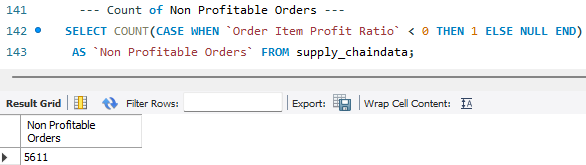 141 --- Count of Non Profitable Orders ---
142 SELECT COUNT(CASE WHEN `Order Item Profit Ratio` < 0 THEN 1 ELSE NULL END)
143 AS `Non Profitable Orders` FROM supply_chaindata;
Result Grid Filter Rows: Export: Wrap Cell Content:
Non Profitable
Orders
5611